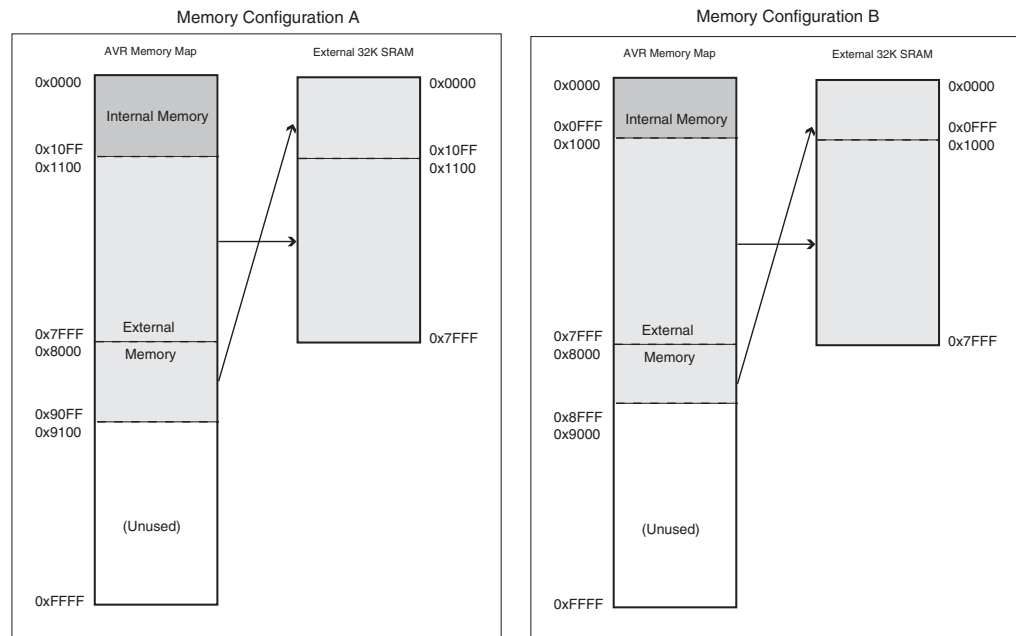 Memory Configuration A
AVR Memory Map
External 32K SRAM
0x0000
Internal Memory
0x10FF
0x1100
0x7FFF
0x8000
External
Memory
0x90FF
0x9100
(Unused)
0xFFFF
0x0000
0x10FF
0x1100
0x7FFF
Memory Configuration B
AVR Memory Map
External 32K SRAM
0x0000
Internal Memory
0x0FFF
0x1000
0x7FFF
0x8000
External
Memory
0x8FFF
0x9000
(Unused)
0xFFFF
0x0000
0x0FFF
0x1000
0x7FFF